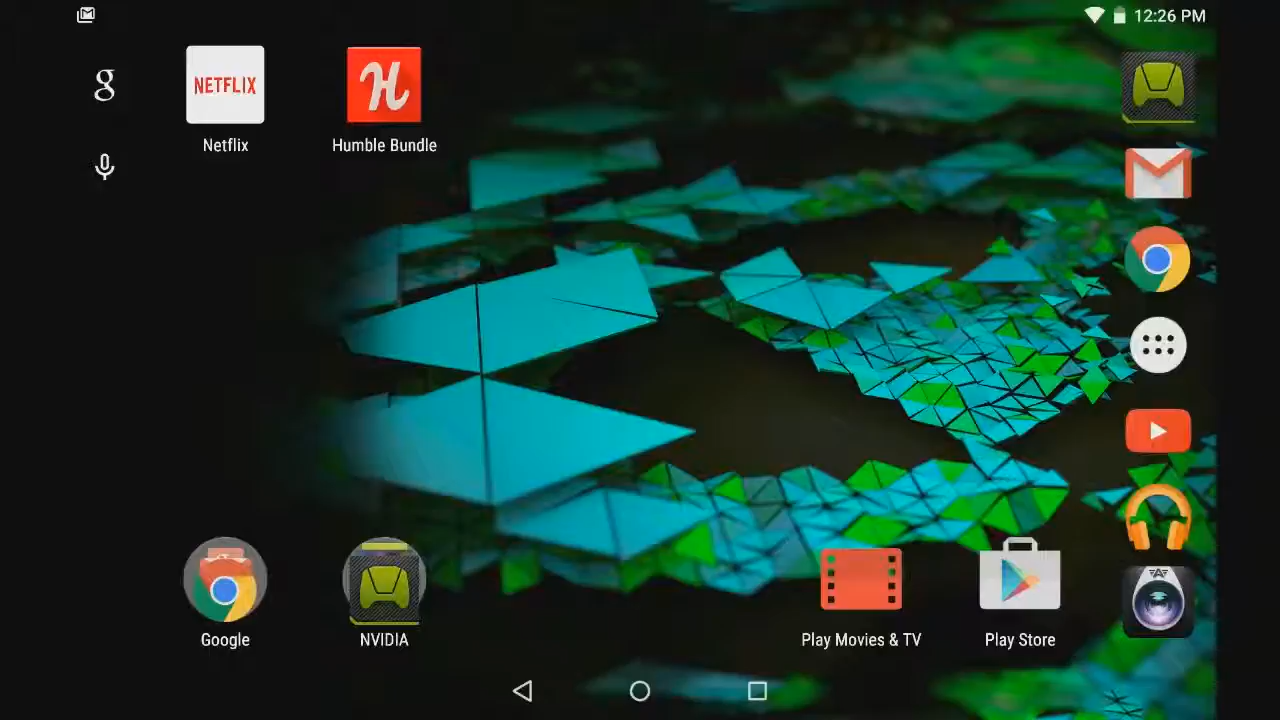 12:26 PM
g
NETFLIX
H
Netflix
Humble Bundle
Google
NVIDIA
Play Movies & TV
Play Store